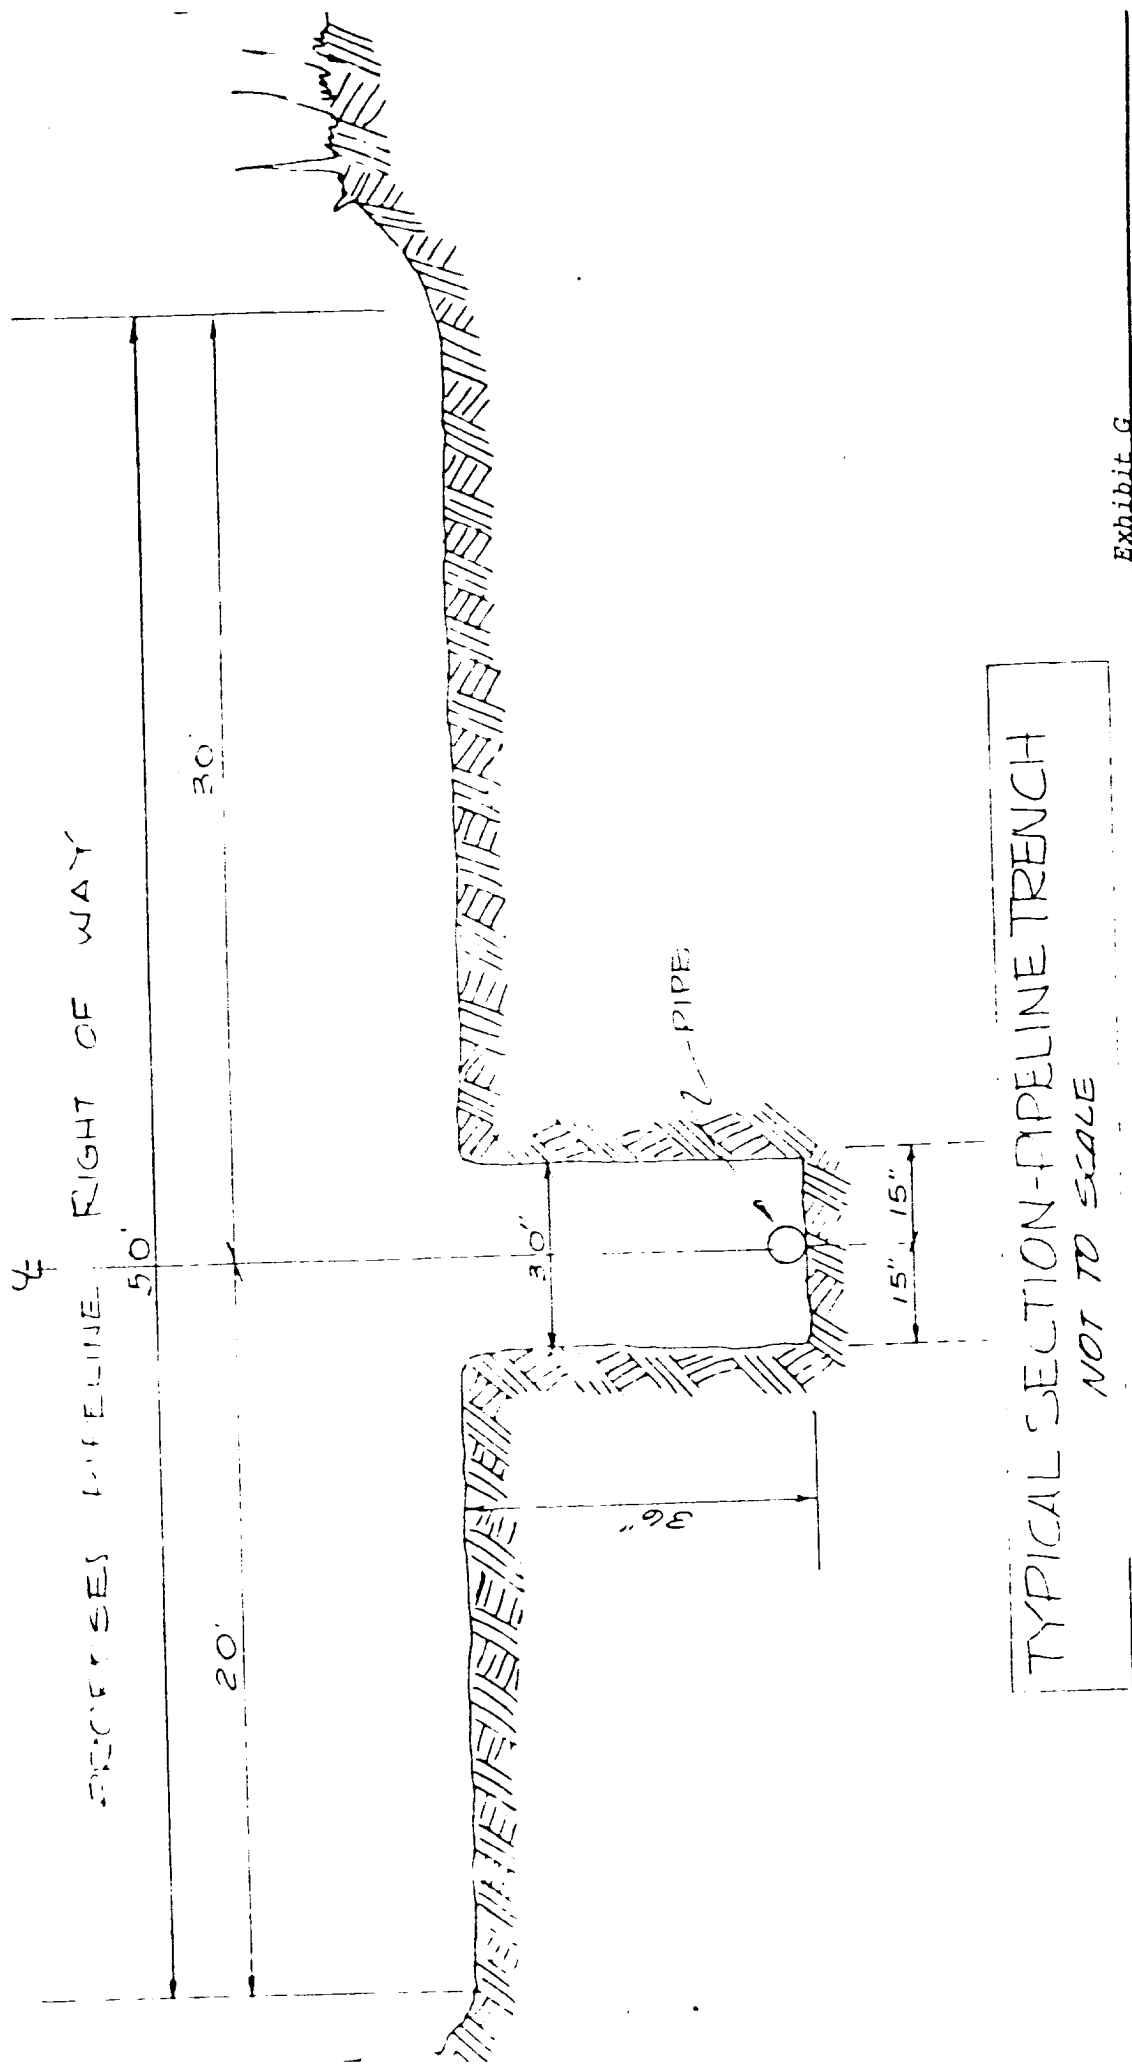 ℄
PIPELINE RIGHT OF WAY
50'
20'
30'
30"
36"
PIPE
15"
15"
TYPICAL SECTION-PIPELINE TRENCH
NOT TO SCALE
Exhibit G